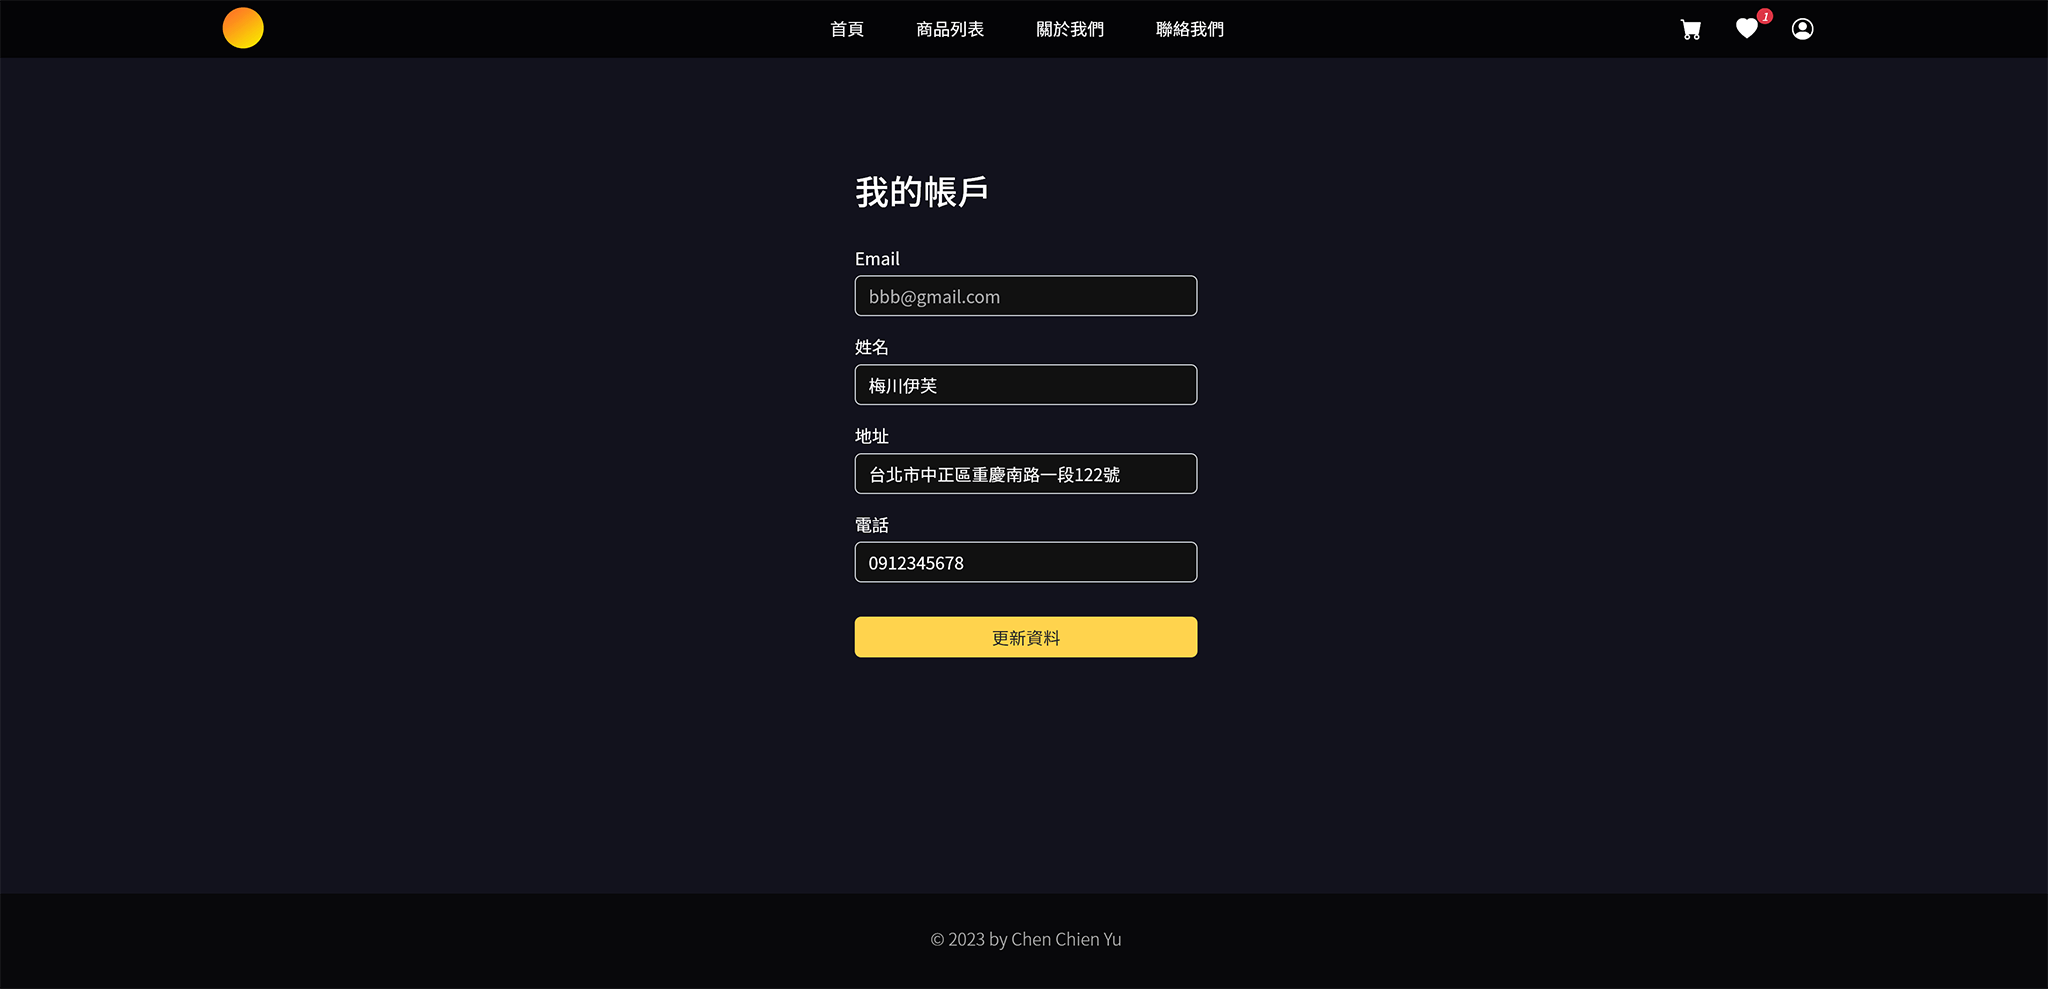 首頁 商品列表 關於我們 聯絡我們 1
我的帳戶
Email
bbb@gmail.com
姓名
梅川伊芙
地址
台北市中正區重慶南路一段122號
電話
0912345678
更新資料
© 2023 by Chen Chien Yu